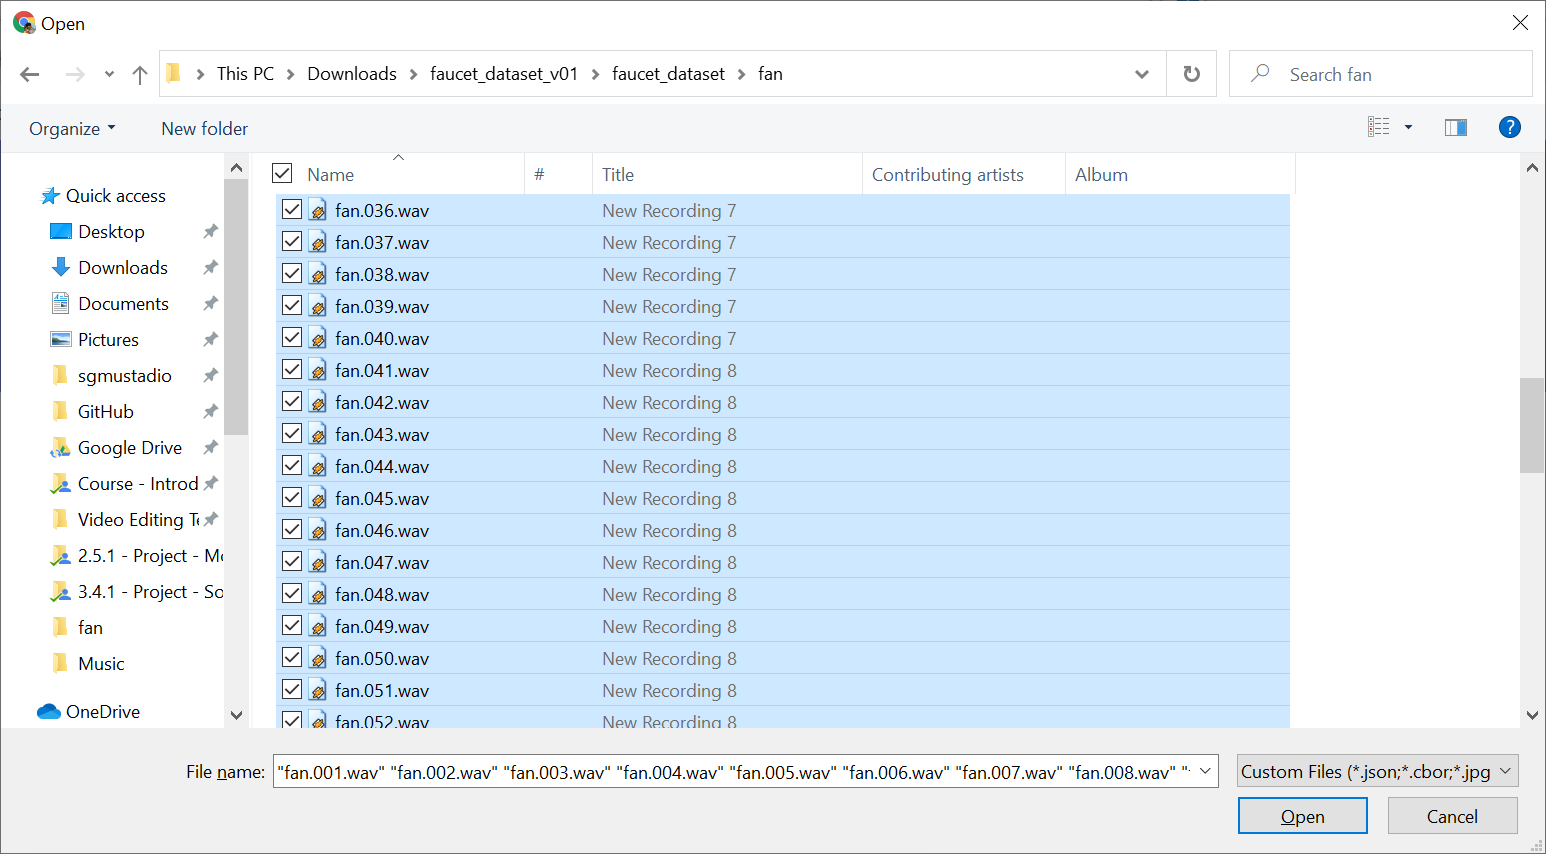 Open
This PC > Downloads > faucet_dataset_v01 > faucet_dataset > fan
Search fan
Organize
New folder
?
Quick access
Desktop
Downloads
Documents
Pictures
sgmustadio
GitHub
Google Drive
Course - Introd
Video Editing Te
2.5.1 - Project - Mo
3.4.1 - Project - So
fan
Music
OneDrive
Name # Title Contributing artists Album
fan.036.wav New Recording 7
fan.037.wav New Recording 7
fan.038.wav New Recording 7
fan.039.wav New Recording 7
fan.040.wav New Recording 7
fan.041.wav New Recording 8
fan.042.wav New Recording 8
fan.043.wav New Recording 8
fan.044.wav New Recording 8
fan.045.wav New Recording 8
fan.046.wav New Recording 8
fan.047.wav New Recording 8
fan.048.wav New Recording 8
fan.049.wav New Recording 8
fan.050.wav New Recording 8
fan.051.wav New Recording 8
fan.052.wav New Recording 8
File name: "fan.001.wav" "fan.002.wav" "fan.003.wav" "fan.004.wav" "fan.005.wav" "fan.006.wav" "fan.007.wav" "fan.008.wav" "
Custom Files (*.json;*.cbor;*.jpg
Open
Cancel